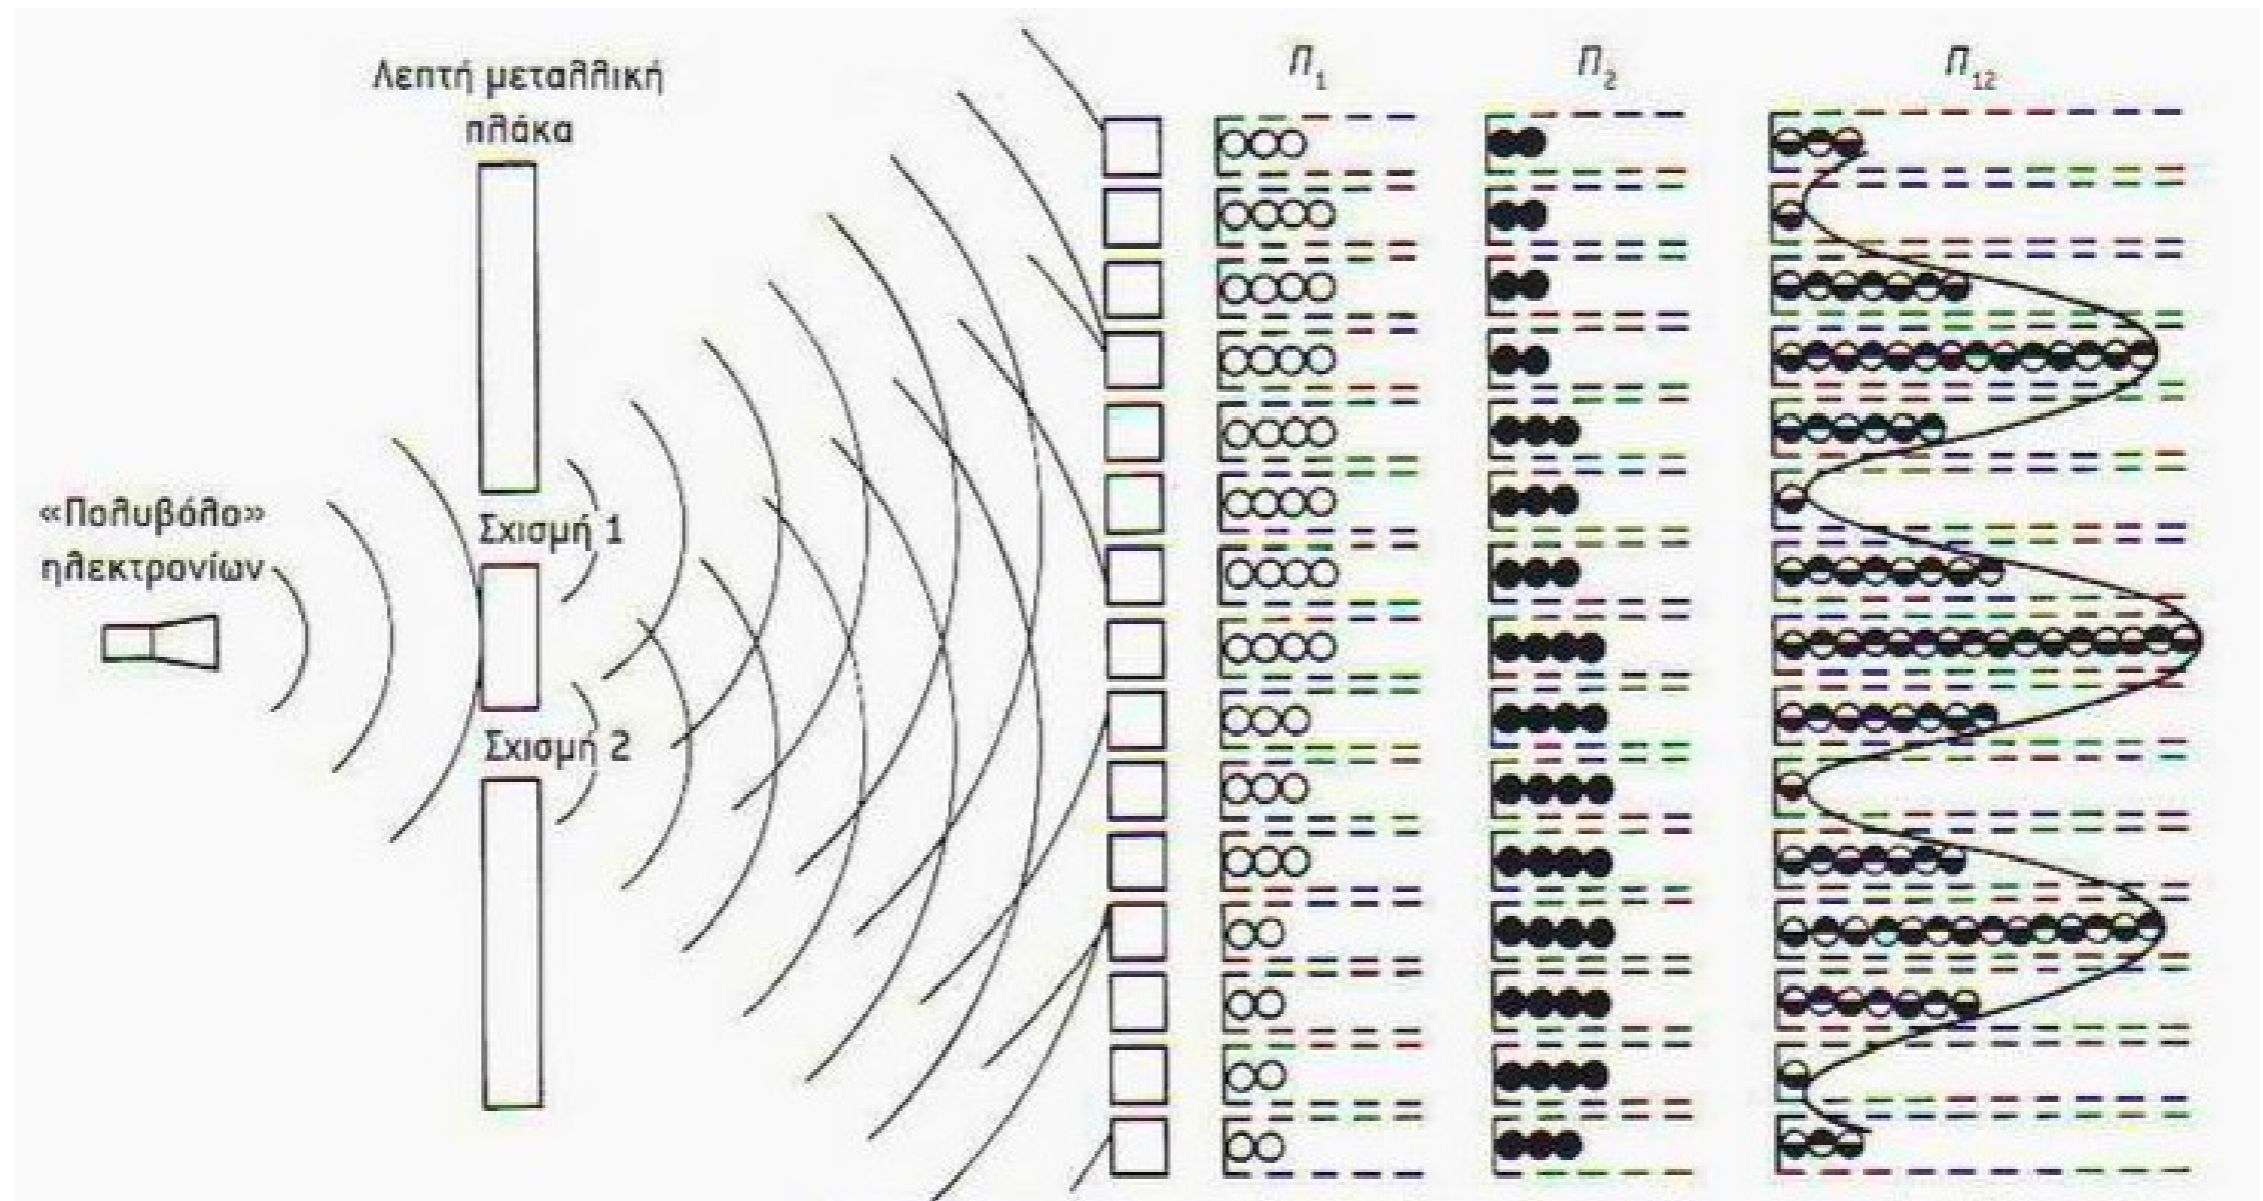 Λεπτή μεταλλική
πλάκα
Π₁
Π₂
Π₁₂
«Πολυβόλο»
ηλεκτρονίων
Σχισμή 1
Σχισμή 2